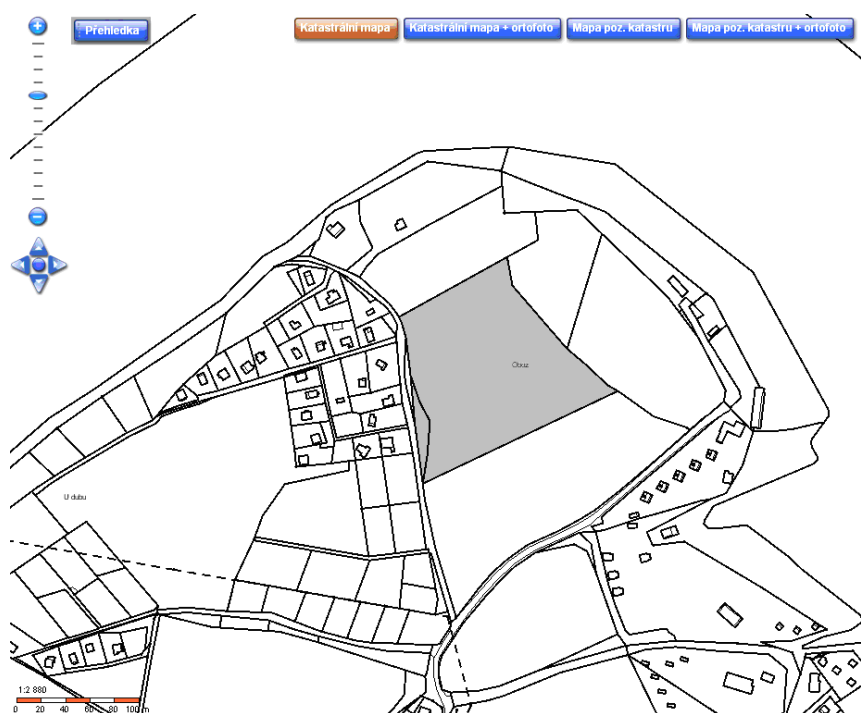 Přehledka
Katastrální mapa
Katastrální mapa + ortofoto
Mapa poz. katastru
Mapa poz. katastru + ortofoto
U dubu
1:2 880
0 20 40 60 80 100 m